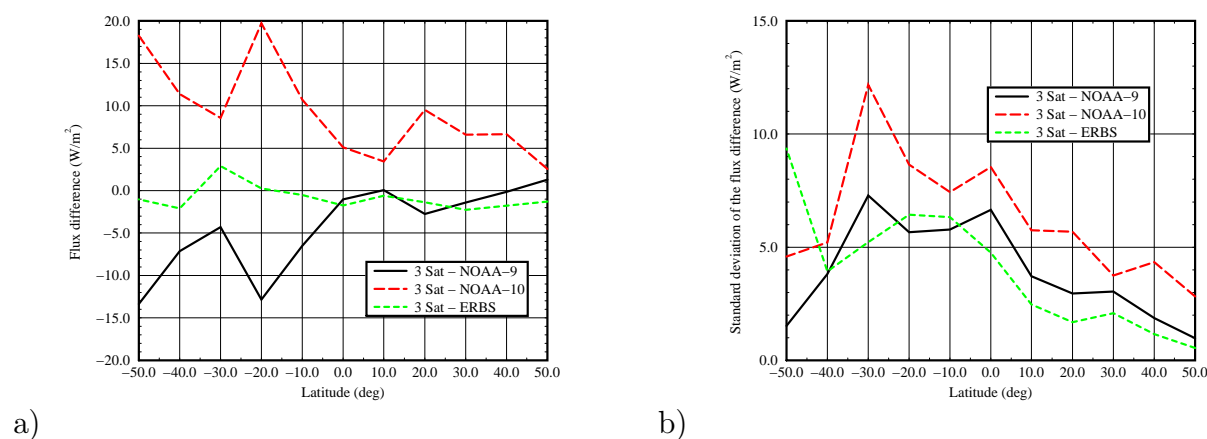 20.0
15.0
10.0
5.0
0.0
−5.0
−10.0
−15.0
−20.0
Flux difference (W/m²)
3 Sat − NOAA−9
3 Sat − NOAA−10
3 Sat − ERBS
−50.0 −40.0 −30.0 −20.0 −10.0 0.0 10.0 20.0 30.0 40.0 50.0
Latitude (deg)
a)
15.0
10.0
5.0
0.0
Standard deviation of the flux difference (W/m²)
3 Sat − NOAA−9
3 Sat − NOAA−10
3 Sat − ERBS
−50.0 −40.0 −30.0 −20.0 −10.0 0.0 10.0 20.0 30.0 40.0 50.0
Latitude (deg)
b)